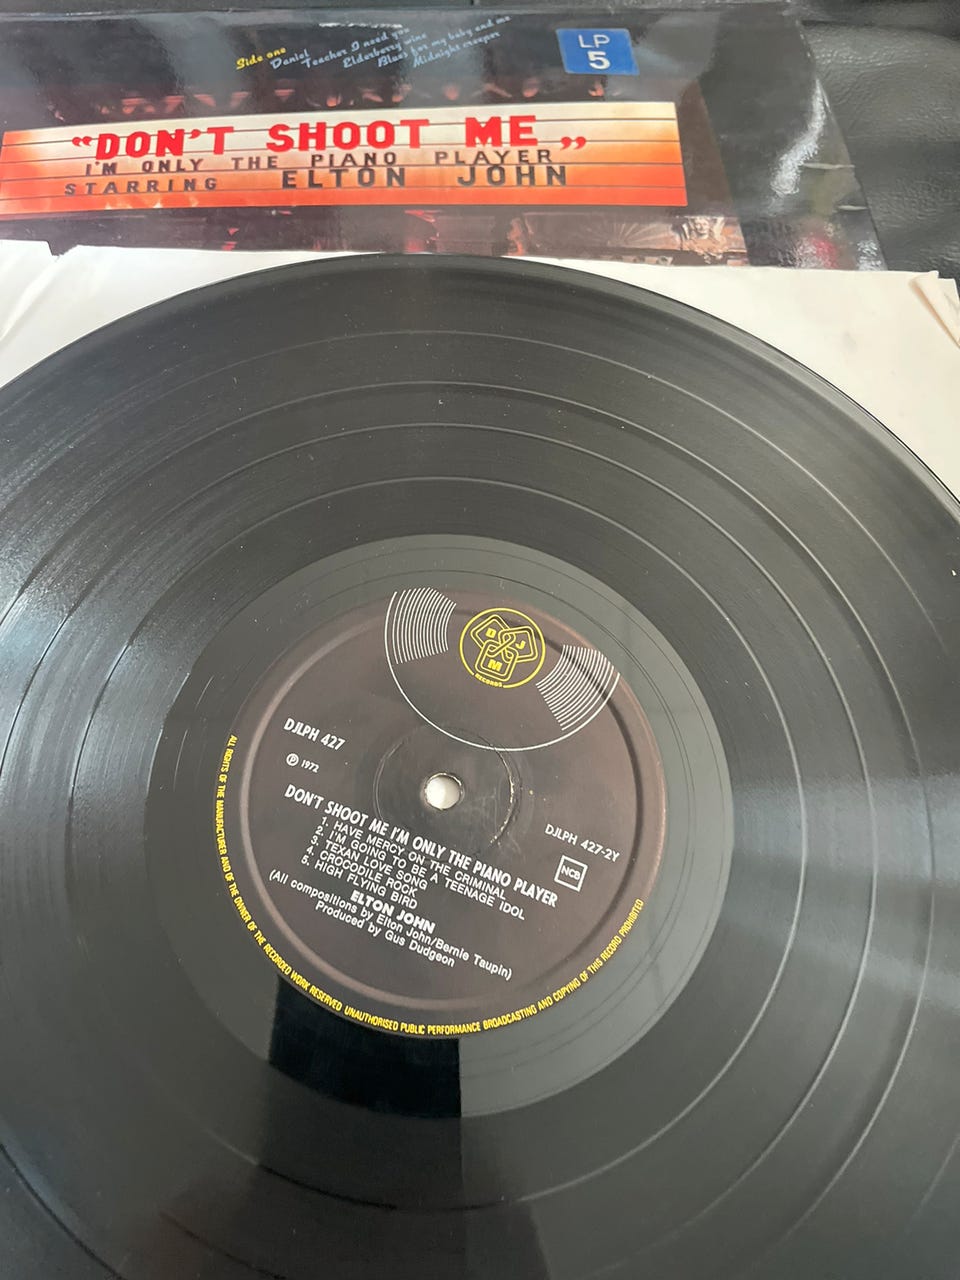 Side one
Daniel
Teacher I need you
Elderberry wine
Blues for my baby and me
Midnight creeper
LP
5
"DON'T SHOOT ME„
I'M ONLY THE PIANO PLAYER
STARRING ELTON JOHN
D J
M
RECORDS
DJLPH 427
Ⓟ 1972
DJLPH 427-2Y
NCB
DON'T SHOOT ME I'M ONLY THE PIANO PLAYER
1. HAVE MERCY ON THE CRIMINAL
2. I'M GOING TO BE A TEENAGE IDOL
3. TEXAN LOVE SONG
4. CROCODILE ROCK
5. HIGH FLYING BIRD
ELTON JOHN
(All compositions by Elton John/Bernie Taupin)
Produced by Gus Dudgeon
ALL RIGHTS OF THE MANUFACTURER AND OF THE OWNER OF THE RECORDED WORK RESERVED UNAUTHORISED PUBLIC PERFORMANCE BROADCASTING AND COPYING OF THIS RECORD PROHIBITED